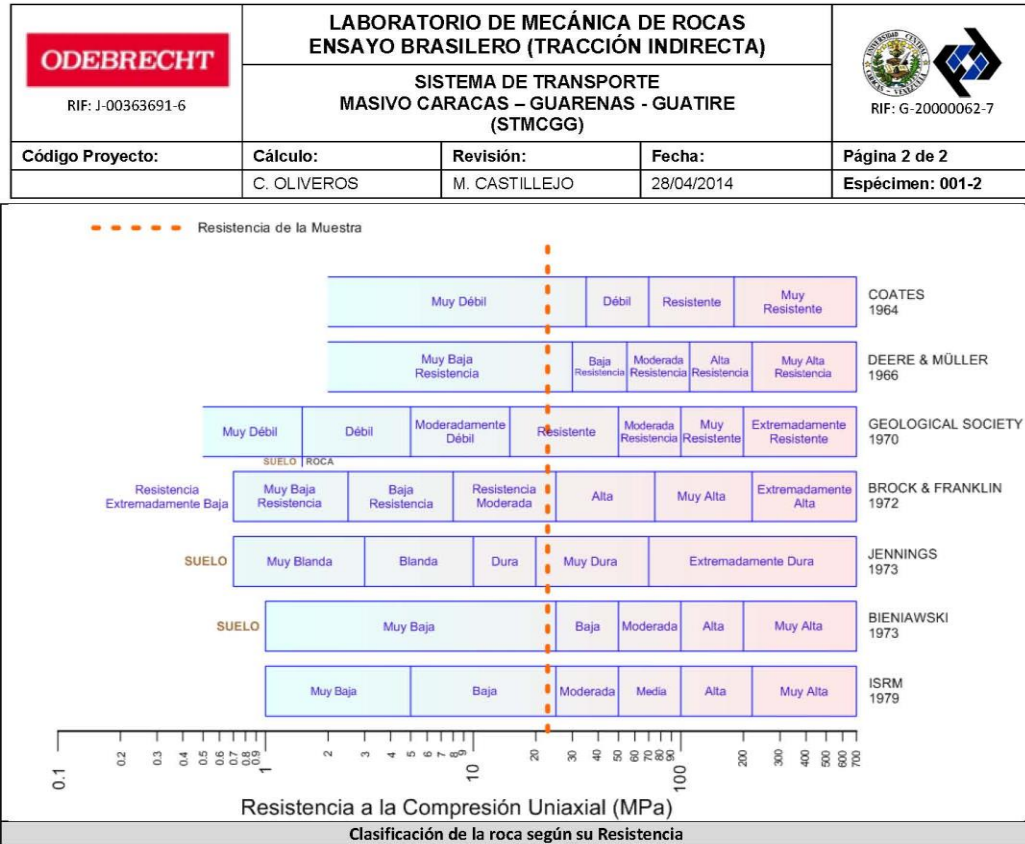 ODEBRECHT
RIF: J-00363691-6
LABORATORIO DE MECÁNICA DE ROCAS
ENSAYO BRASILERO (TRACCIÓN INDIRECTA)
SISTEMA DE TRANSPORTE
MASIVO CARACAS – GUARENAS - GUATIRE
(STMCGG)
RIF: G-20000062-7
Código Proyecto: Cálculo: Revisión: Fecha: Página 2 de 2
C. OLIVEROS M. CASTILLEJO 28/04/2014 Espécimen: 001-2
Resistencia de la Muestra
Muy Débil Débil Resistente Muy
Resistente
COATES
1964
Muy Baja
Resistencia
Baja
Resistencia
Moderada
Resistencia
Alta
Resistencia
Muy Alta
Resistencia
DEERE & MÜLLER
1966
Muy Débil Débil Moderadamente
Débil
Resistente
Moderada
Resistencia
Muy
Resistente
Extremadamente
Resistente
GEOLOGICAL SOCIETY
1970
SUELO ROCA
Resistencia
Extremadamente Baja
Muy Baja
Resistencia
Baja
Resistencia
Resistencia
Moderada
Alta Muy Alta Extremadamente
Alta
BROCK & FRANKLIN
1972
SUELO Muy Blanda Blanda Dura Muy Dura Extremadamente Dura
JENNINGS
1973
SUELO Muy Baja Baja Moderada Alta Muy Alta
BIENIAWSKI
1973
Muy Baja Baja Moderada Media Alta Muy Alta
ISRM
1979
0.1 0.2 0.3 0.4 0.5 0.6 0.7 0.8 0.9 1 2 3 4 5 6 7 8 9 10 20 30 40 50 60 70 80 90 100 200 300 400 500 600 700
Resistencia a la Compresión Uniaxial (MPa)
Clasificación de la roca según su Resistencia